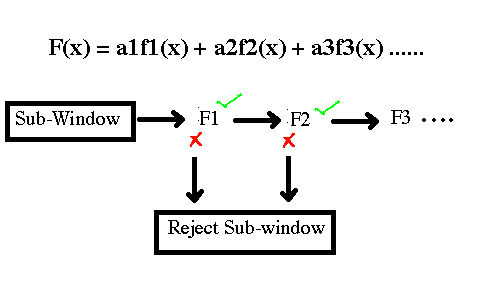 F(x) = a1f1(x) + a2f2(x) + a3f3(x) ......
Sub-Window
F1
F2
F3 ....
Reject Sub-window